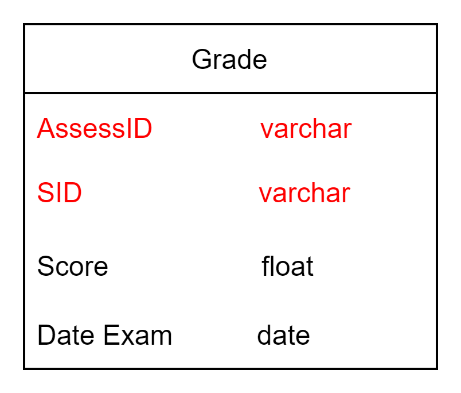 Grade
AssessID varchar
SID varchar
Score float
Date Exam date